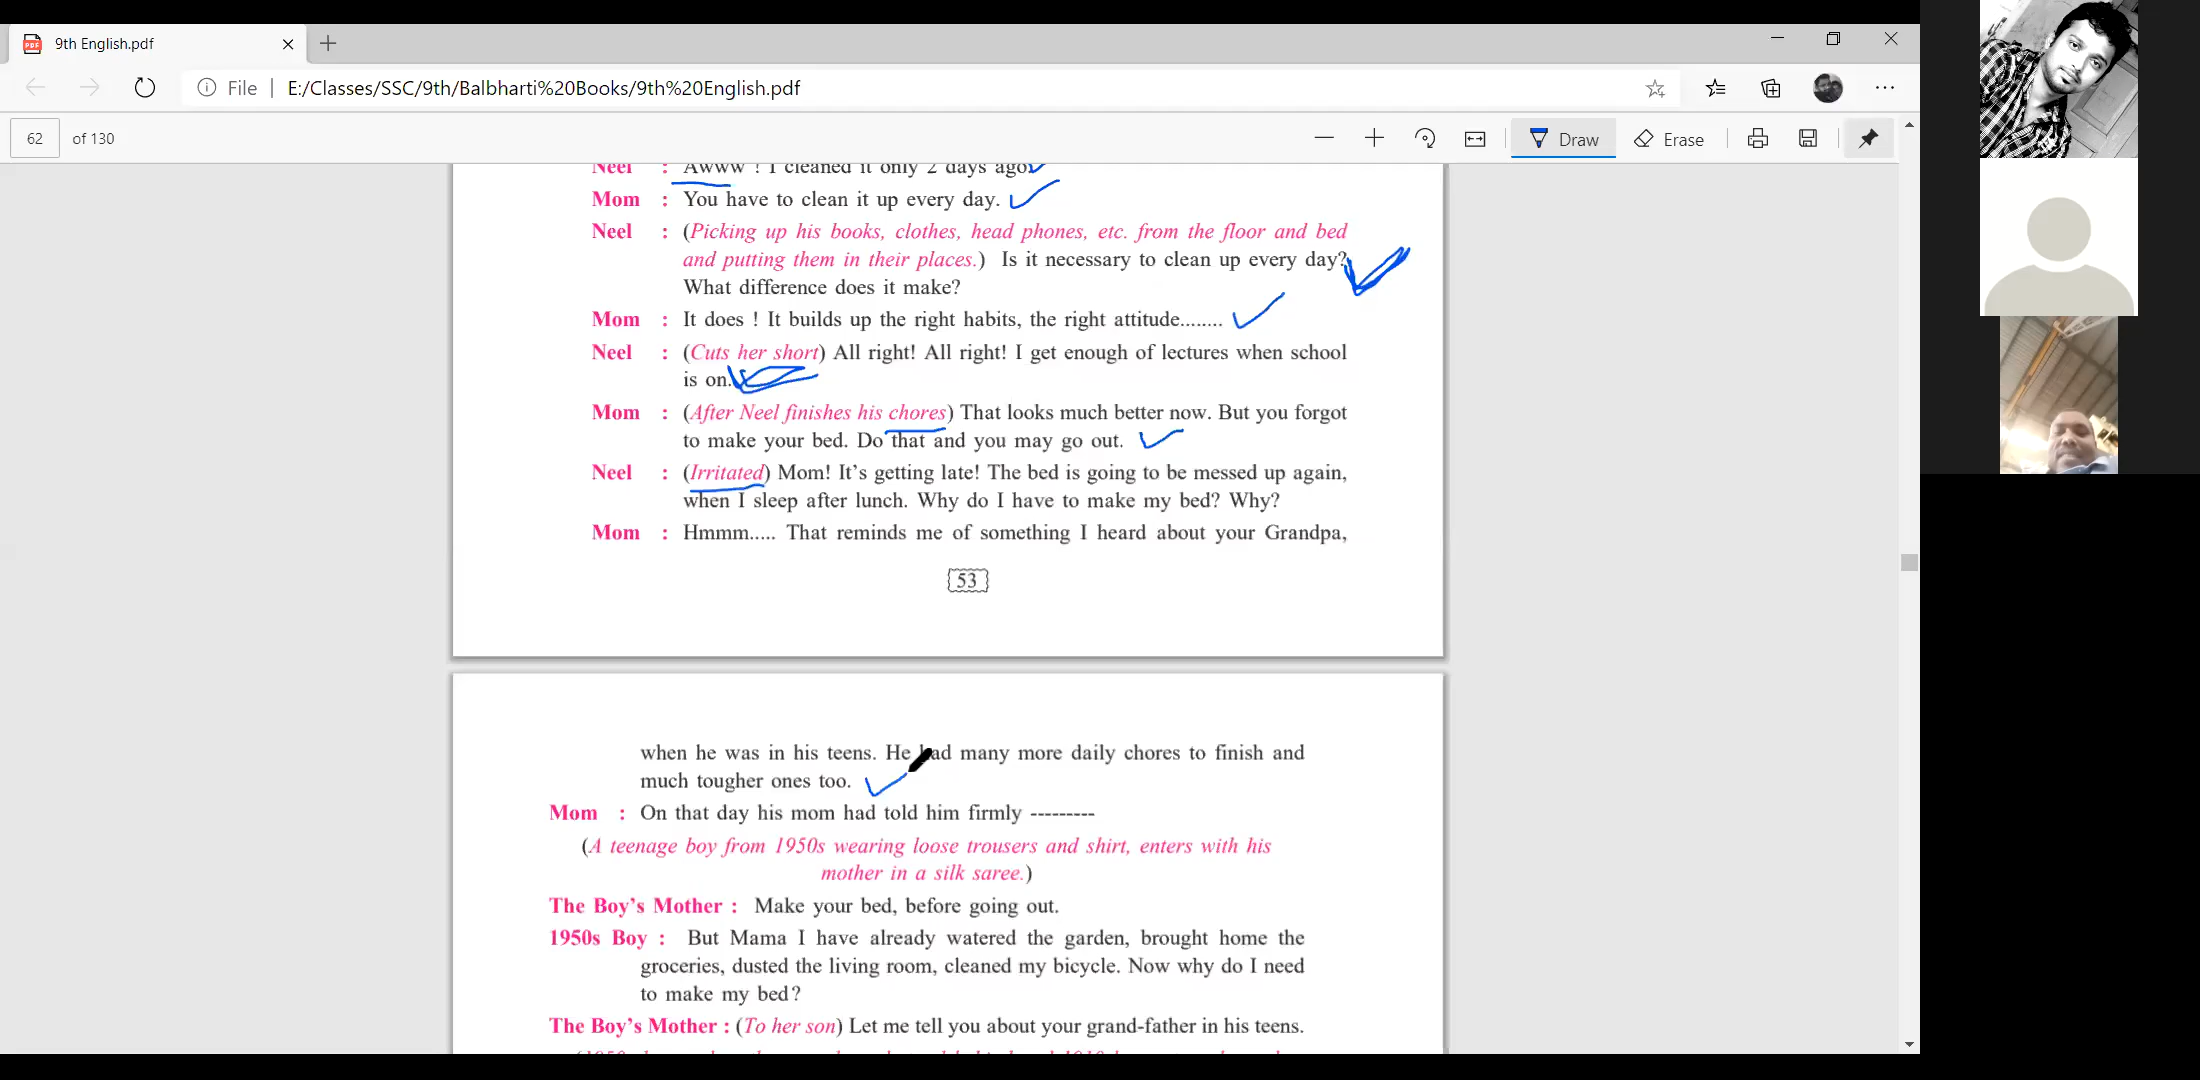 9th English.pdf
File | E:/Classes/SSC/9th/Balbharti%20Books/9th%20English.pdf
62 of 130
Draw
Erase
Neel : Awww ! I cleaned it only 2 days ago.
Mom : You have to clean it up every day.
Neel : (Picking up his books, clothes, head phones, etc. from the floor and bed
and putting them in their places.) Is it necessary to clean up every day?
What difference does it make?
Mom : It does ! It builds up the right habits, the right attitude........
Neel : (Cuts her short) All right! All right! I get enough of lectures when school
is on.
Mom : (After Neel finishes his chores) That looks much better now. But you forgot
to make your bed. Do that and you may go out.
Neel : (Irritated) Mom! It's getting late! The bed is going to be messed up again,
when I sleep after lunch. Why do I have to make my bed? Why?
Mom : Hmmm..... That reminds me of something I heard about your Grandpa,
53
when he was in his teens. He had many more daily chores to finish and
much tougher ones too.
Mom : On that day his mom had told him firmly ---------
(A teenage boy from 1950s wearing loose trousers and shirt, enters with his
mother in a silk saree.)
The Boy's Mother : Make your bed, before going out.
1950s Boy : But Mama I have already watered the garden, brought home the
groceries, dusted the living room, cleaned my bicycle. Now why do I need
to make my bed?
The Boy's Mother : (To her son) Let me tell you about your grand-father in his teens.